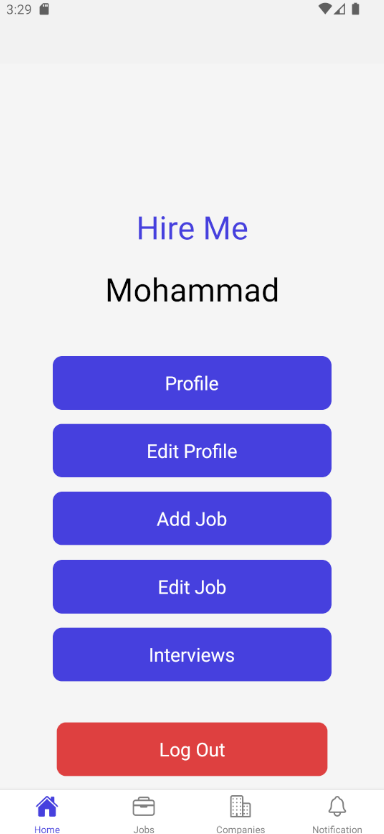 3:29
Hire Me
Mohammad
Profile
Edit Profile
Add Job
Edit Job
Interviews
Log Out
Home Jobs Companies Notification